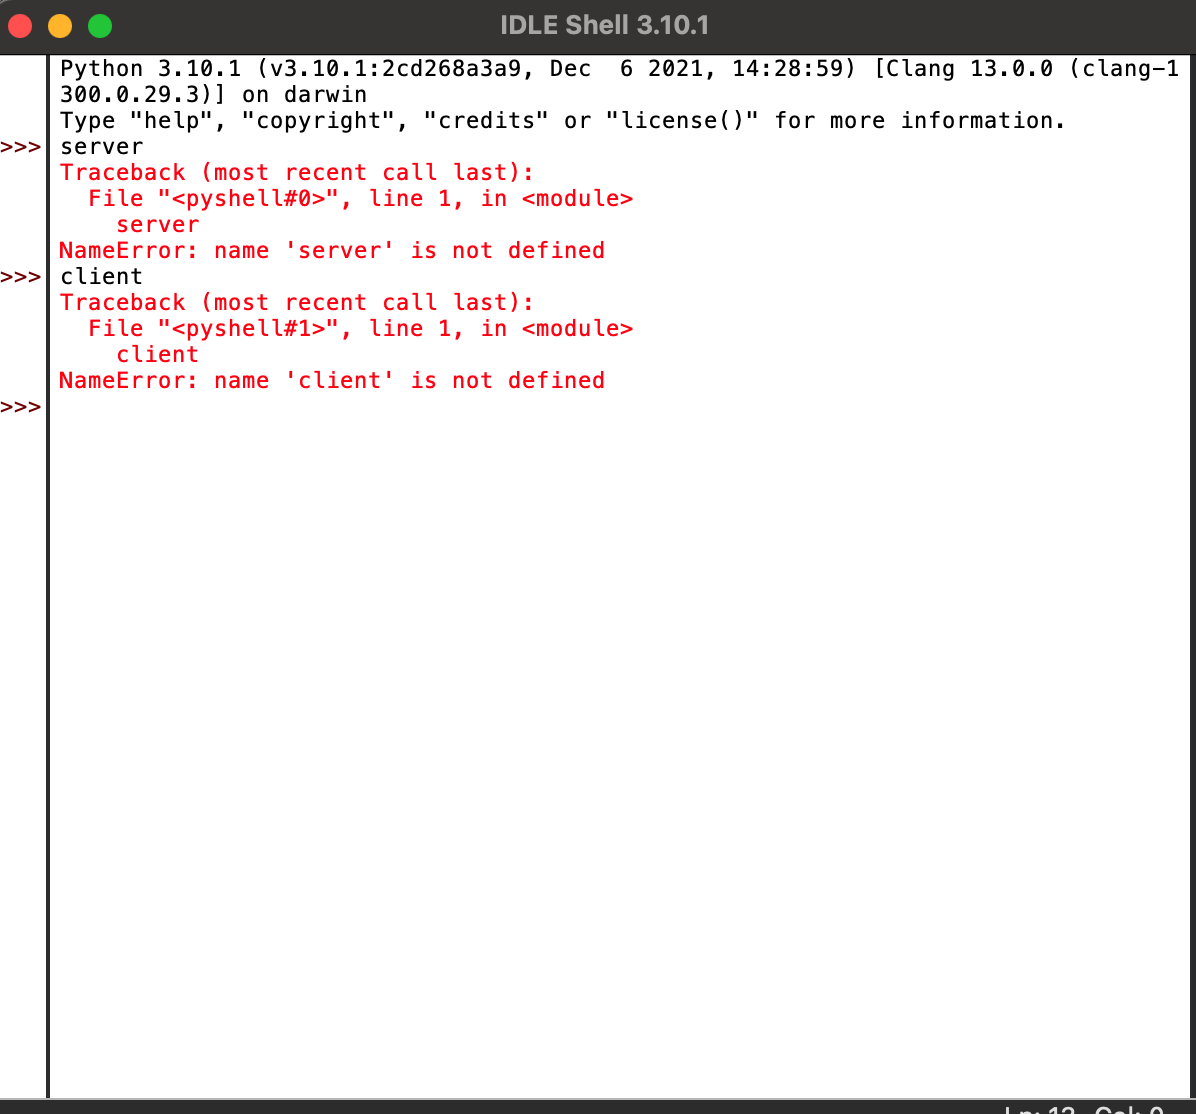 IDLE Shell 3.10.1
Python 3.10.1 (v3.10.1:2cd268a3a9, Dec  6 2021, 14:28:59) [Clang 13.0.0 (clang-1
300.0.29.3)] on darwin
Type "help", "copyright", "credits" or "license()" for more information.
>>> server
Traceback (most recent call last):
  File "<pyshell#0>", line 1, in <module>
    server
NameError: name 'server' is not defined
>>> client
Traceback (most recent call last):
  File "<pyshell#1>", line 1, in <module>
    client
NameError: name 'client' is not defined
>>>